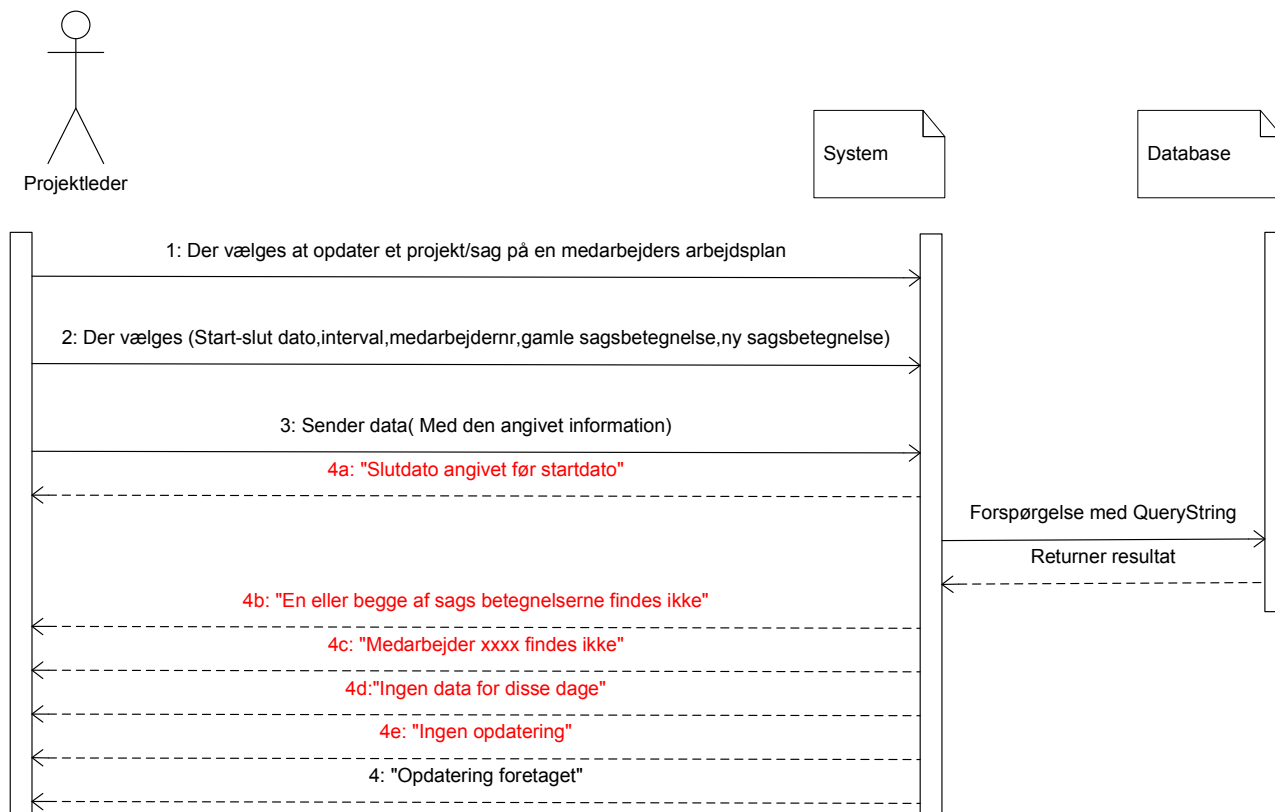 Projektleder
System
Database
1: Der vælges at opdater et projekt/sag på en medarbejders arbejdsplan
2: Der vælges (Start-slut dato,interval,medarbejdernr,gamle sagsbetegnelse,ny sagsbetegnelse)
3: Sender data( Med den angivet information)
4a: "Slutdato angivet før startdato"
Forspørgelse med QueryString
Returner resultat
4b: "En eller begge af sags betegnelserne findes ikke"
4c: "Medarbejder xxxx findes ikke"
4d:"Ingen data for disse dage"
4e: "Ingen opdatering"
4: "Opdatering foretaget"